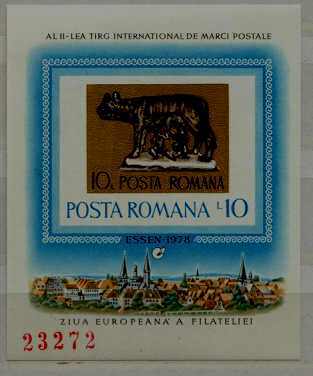 AL II-LEA TIRG INTERNATIONAL DE MARCI POSTALE
10L POSTA ROMANA
POSTA ROMANA L10
ESSEN-1978
ZIUA EUROPEANĂ A FILATELIEI
23272